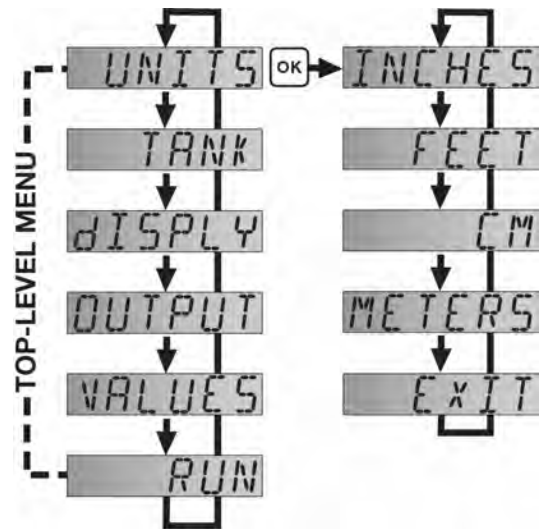 TOP-LEVEL MENU
UNITS
TANK
dISPLY
OUTPUT
VALUES
RUN
OK
INCHES
FEET
CM
METERS
ExIT